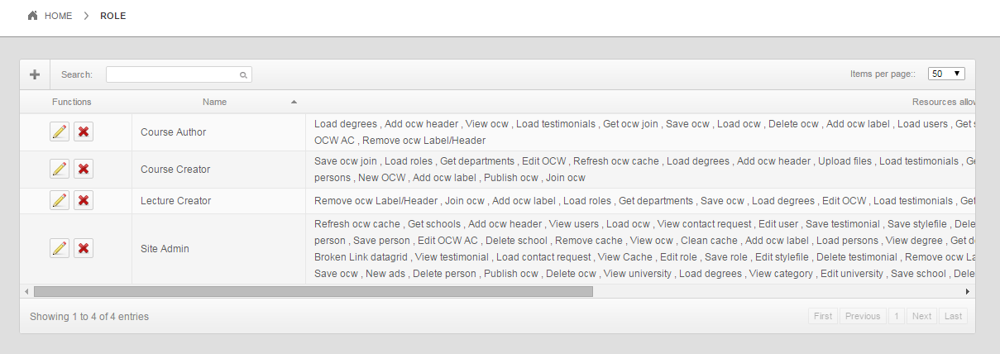 HOME > ROLE
Search:
Items per page:: 50
Functions Name Resources allow
Course Author
Load degrees , Add ocw header , View ocw , Load testimonials , Get ocw join , Save ocw , Load ocw , Delete ocw , Add ocw label , Load users , Get
OCW AC , Remove ocw Label/Header
Course Creator
Save ocw join , Load roles , Get departments , Edit OCW , Refresh ocw cache , Load degrees , Add ocw header , Upload files , Load testimonials ,
persons , New OCW , Add ocw label , Publish ocw , Join ocw
Lecture Creator
Remove ocw Label/Header , Join ocw , Add ocw label , Load roles , Get departments , Save ocw , Load degrees , Edit OCW , Load testimonials , Get
Site Admin
Refresh ocw cache , Get schools , Add ocw header , View users , Load ocw , View contact request , Edit user , Save testimonial , Save stylefile , Dele
person , Save person , Edit OCW AC , Delete school , Remove cache , View ocw , Clean cache , Add ocw label , Load persons , View degree , Get
Broken Link datagrid , View testimonial , Load contact request , View Cache , Edit role , Save role , Edit stylefile , Delete testimonial , Remove ocw La
Save ocw , New ads , Delete person , Publish ocw , Delete ocw , View university , Load degrees , View category , Edit university , Save school , Dele
Showing 1 to 4 of 4 entries
First Previous 1 Next Last